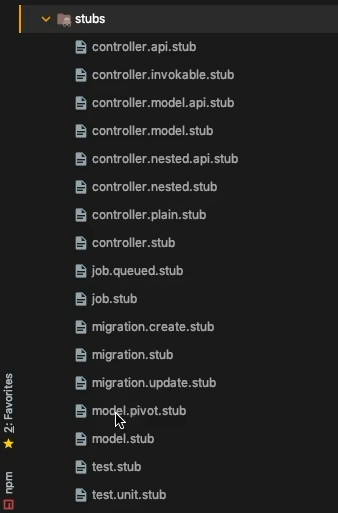 stubs
controller.api.stub
controller.invokable.stub
controller.model.api.stub
controller.model.stub
controller.nested.api.stub
controller.nested.stub
controller.plain.stub
controller.stub
job.queued.stub
job.stub
migration.create.stub
migration.stub
migration.update.stub
model.pivot.stub
model.stub
test.stub
test.unit.stub
2: Favorites
npm